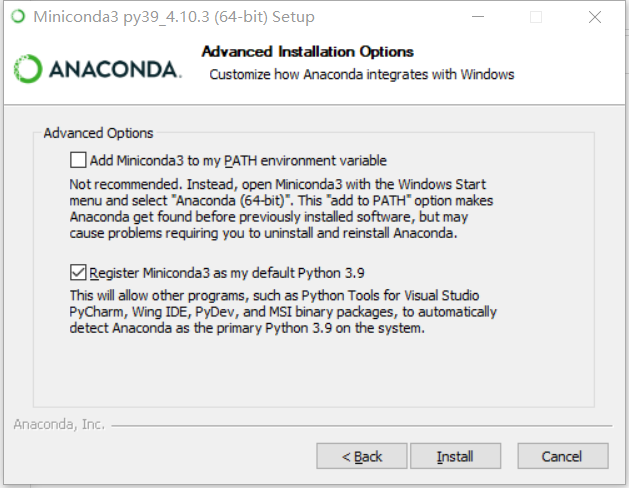 Miniconda3 py39_4.10.3 (64-bit) Setup
Advanced Installation Options
Customize how Anaconda integrates with Windows
ANACONDA.
Advanced Options
Add Miniconda3 to my PATH environment variable
Not recommended. Instead, open Miniconda3 with the Windows Start
menu and select "Anaconda (64-bit)". This "add to PATH" option makes
Anaconda get found before previously installed software, but may
cause problems requiring you to uninstall and reinstall Anaconda.
Register Miniconda3 as my default Python 3.9
This will allow other programs, such as Python Tools for Visual Studio
PyCharm, Wing IDE, PyDev, and MSI binary packages, to automatically
detect Anaconda as the primary Python 3.9 on the system.
Anaconda, Inc.
< Back
Install
Cancel